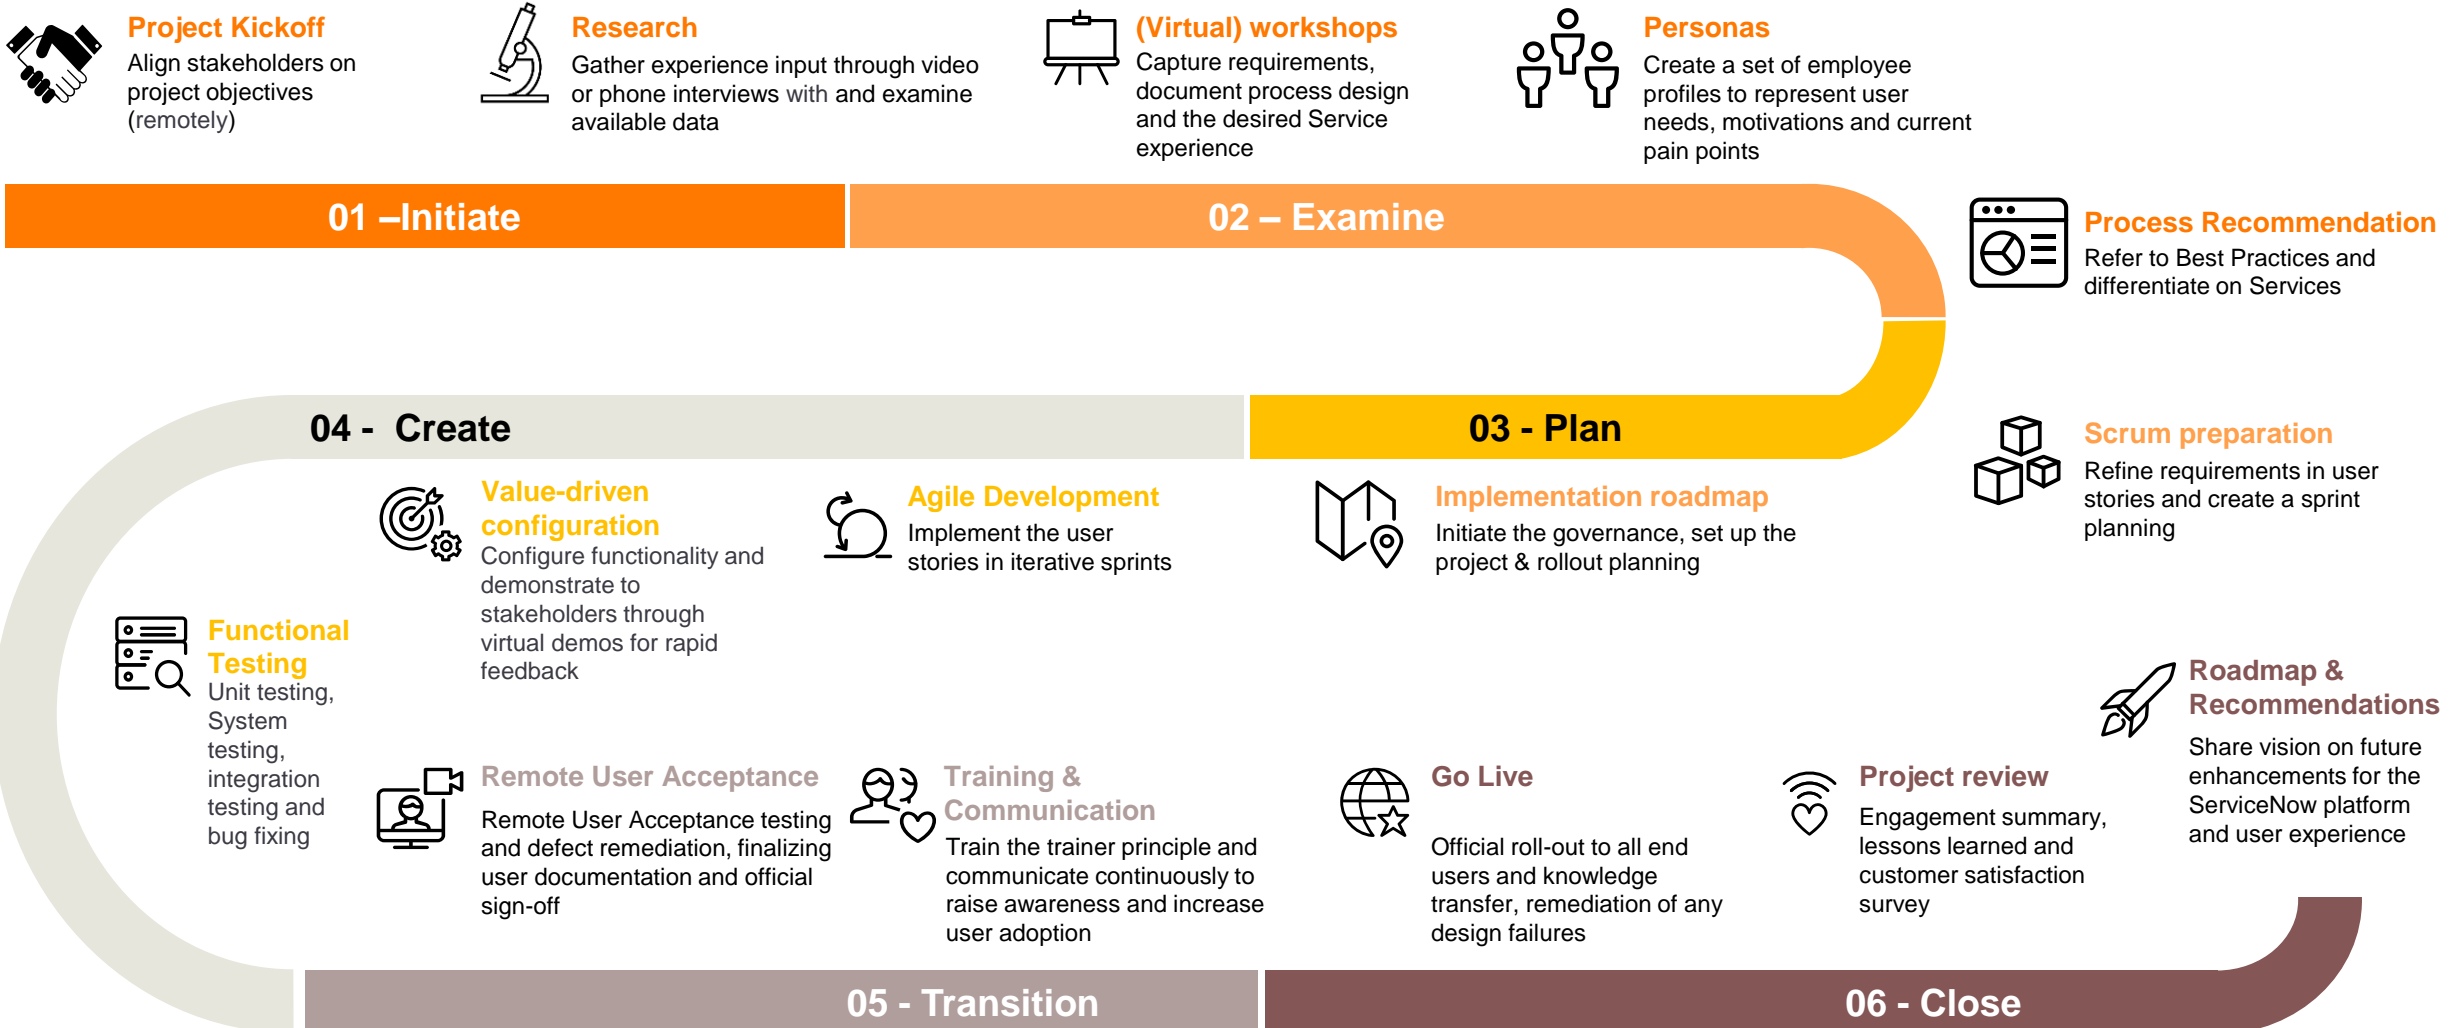 Project Kickoff
Align stakeholders on
project objectives
(remotely)
Research
Gather experience input through video
or phone interviews with and examine
available data
(Virtual) workshops
Capture requirements,
document process design
and the desired Service
experience
Personas
Create a set of employee
profiles to represent user
needs, motivations and current
pain points
01 –Initiate
02 – Examine
Process Recommendation
Refer to Best Practices and
differentiate on Services
04 - Create
03 - Plan
Scrum preparation
Refine requirements in user
stories and create a sprint
planning
Implementation roadmap
Initiate the governance, set up the
project & rollout planning
Agile Development
Implement the user
stories in iterative sprints
Value-driven
configuration
Configure functionality and
demonstrate to
stakeholders through
virtual demos for rapid
feedback
Functional
Testing
Unit testing,
System
testing,
integration
testing and
bug fixing
Remote User Acceptance
Remote User Acceptance testing
and defect remediation, finalizing
user documentation and official
sign-off
Training &
Communication
Train the trainer principle and
communicate continuously to
raise awareness and increase
user adoption
Go Live
Official roll-out to all end
users and knowledge
transfer, remediation of any
design failures
Project review
Engagement summary,
lessons learned and
customer satisfaction
survey
Roadmap &
Recommendations
Share vision on future
enhancements for the
ServiceNow platform
and user experience
05 - Transition
06 - Close